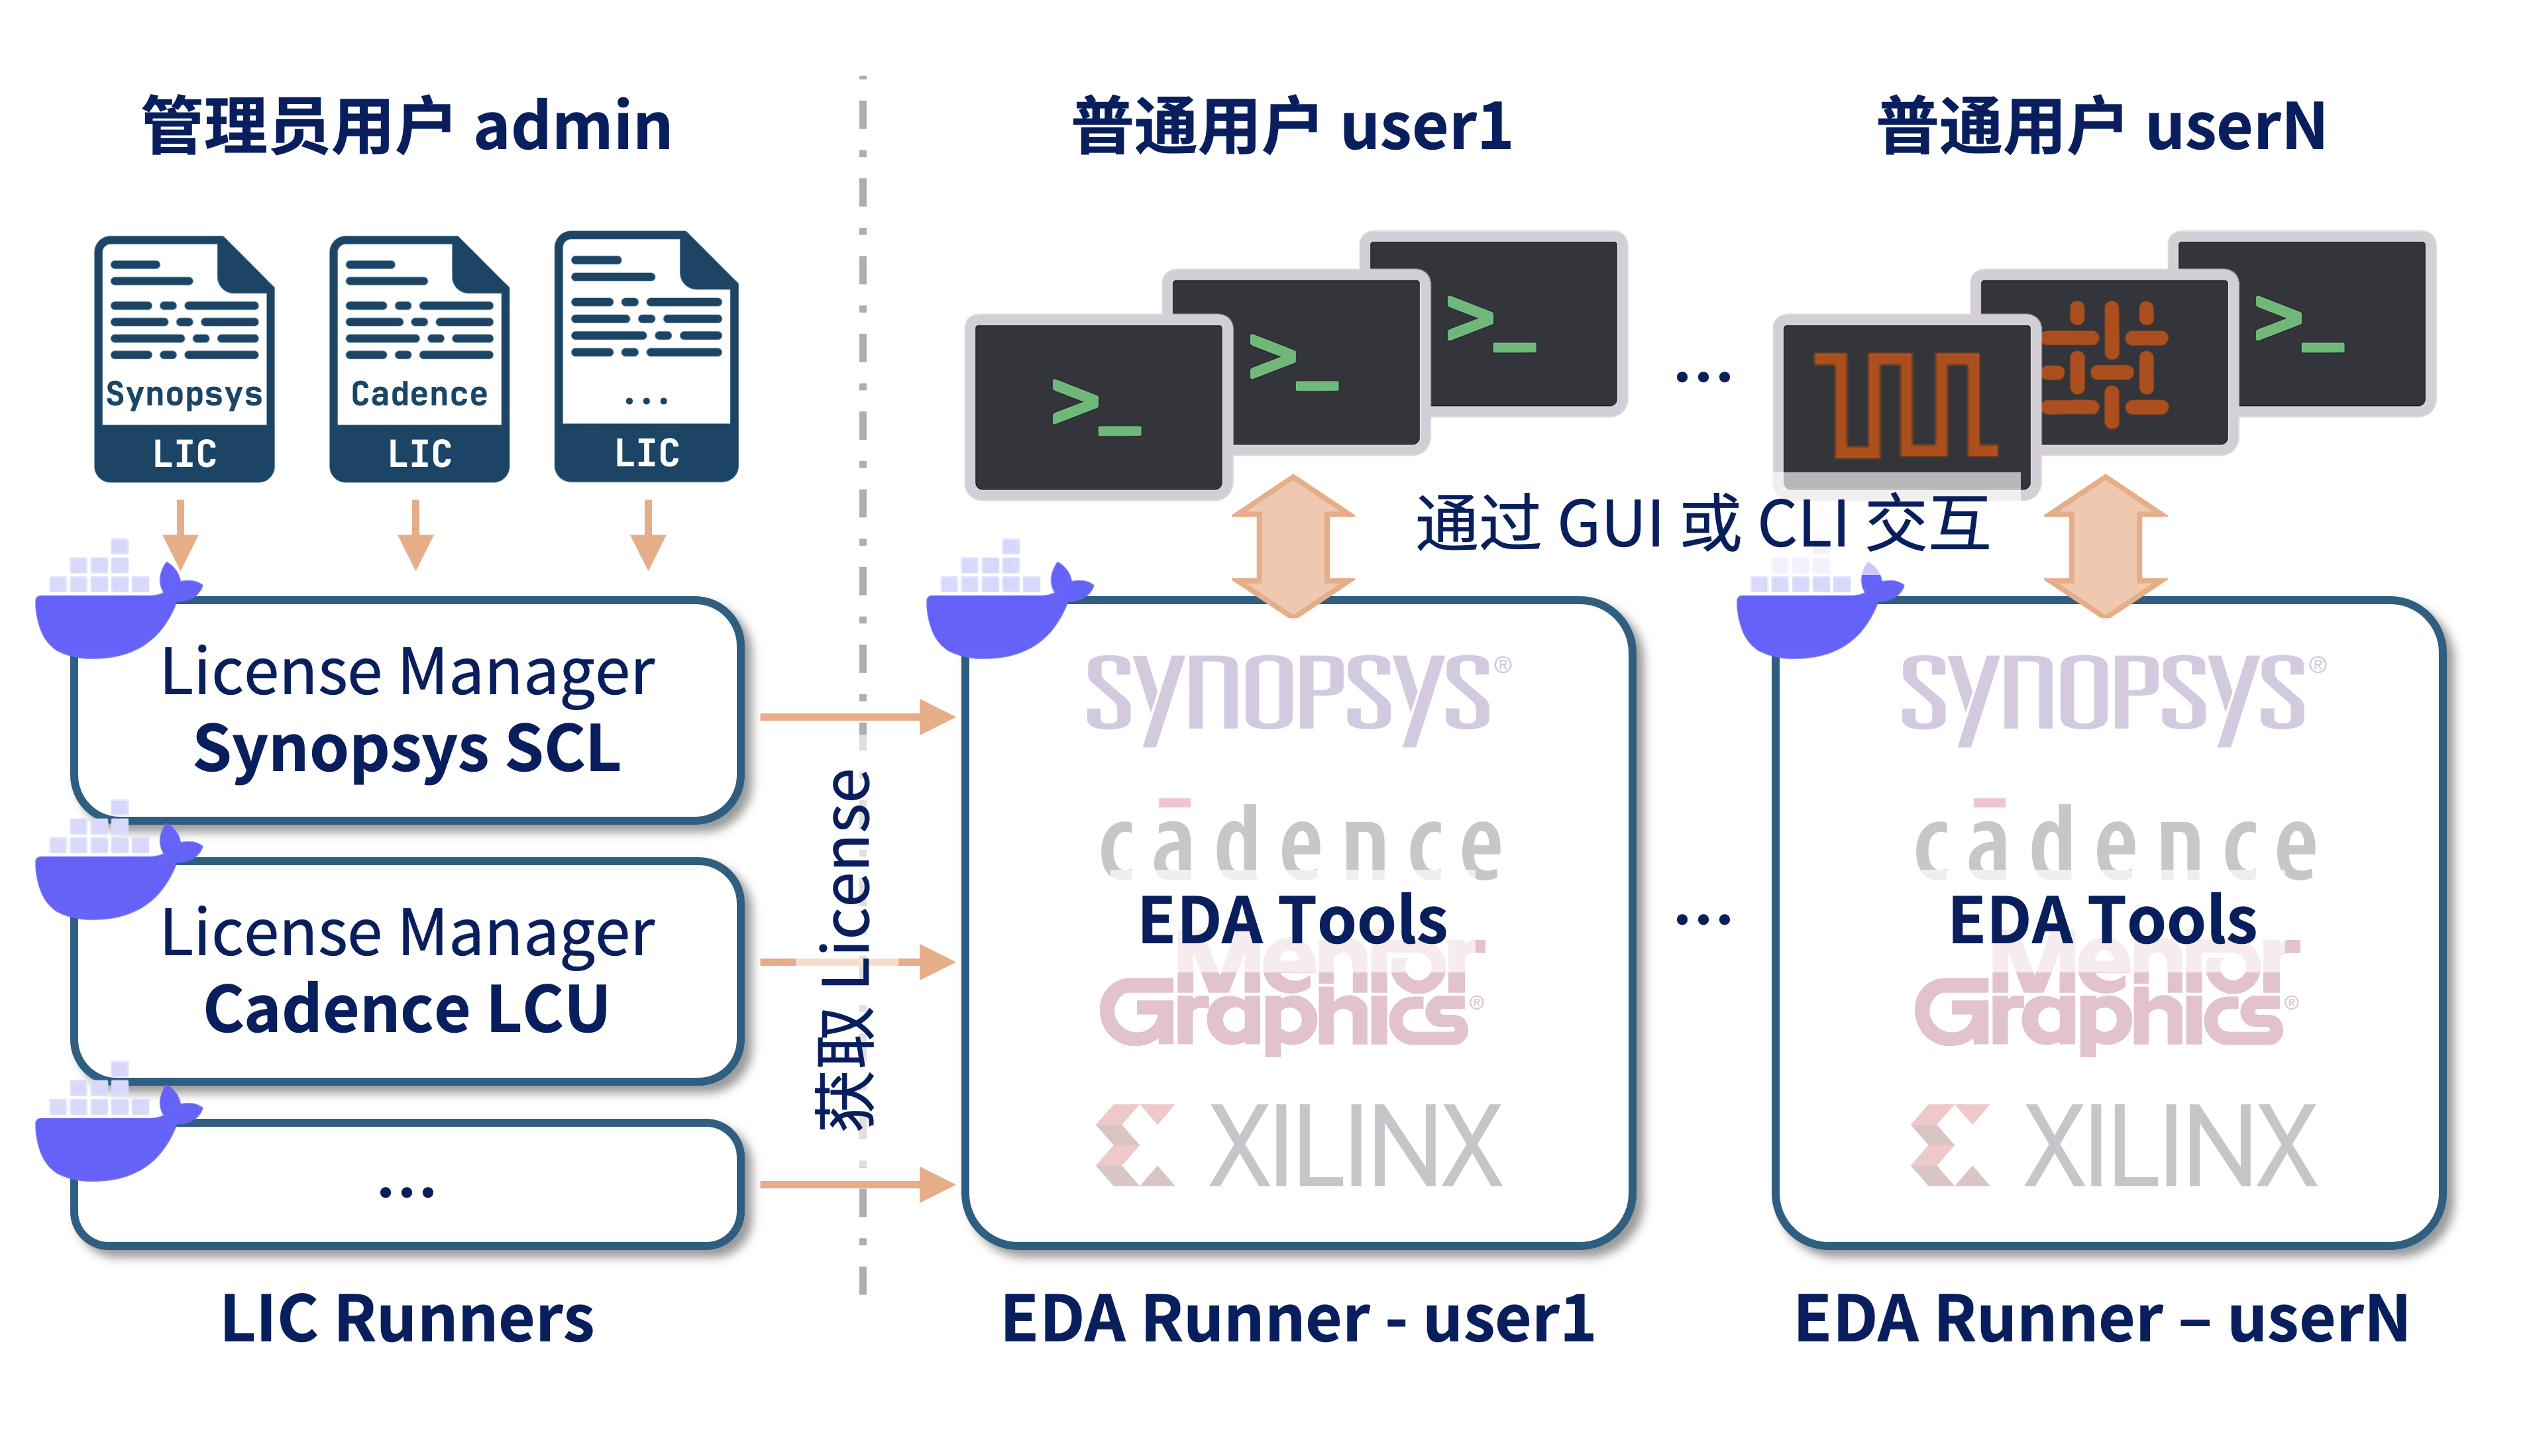 管理员用户 admin
Synopsys
LIC
Cadence
LIC
...
LIC
License Manager
Synopsys SCL
License Manager
Cadence LCU
...
LIC Runners
获取 License
普通用户 user1
>_
>_
>_
...
普通用户 userN
>_
通过 GUI 或 CLI 交互
SYNOPSYS®
cādence
EDA Tools
Mentor
Graphics®
XILINX
EDA Runner - user1
...
SYNOPSYS®
cādence
EDA Tools
Mentor
Graphics®
XILINX
EDA Runner – userN